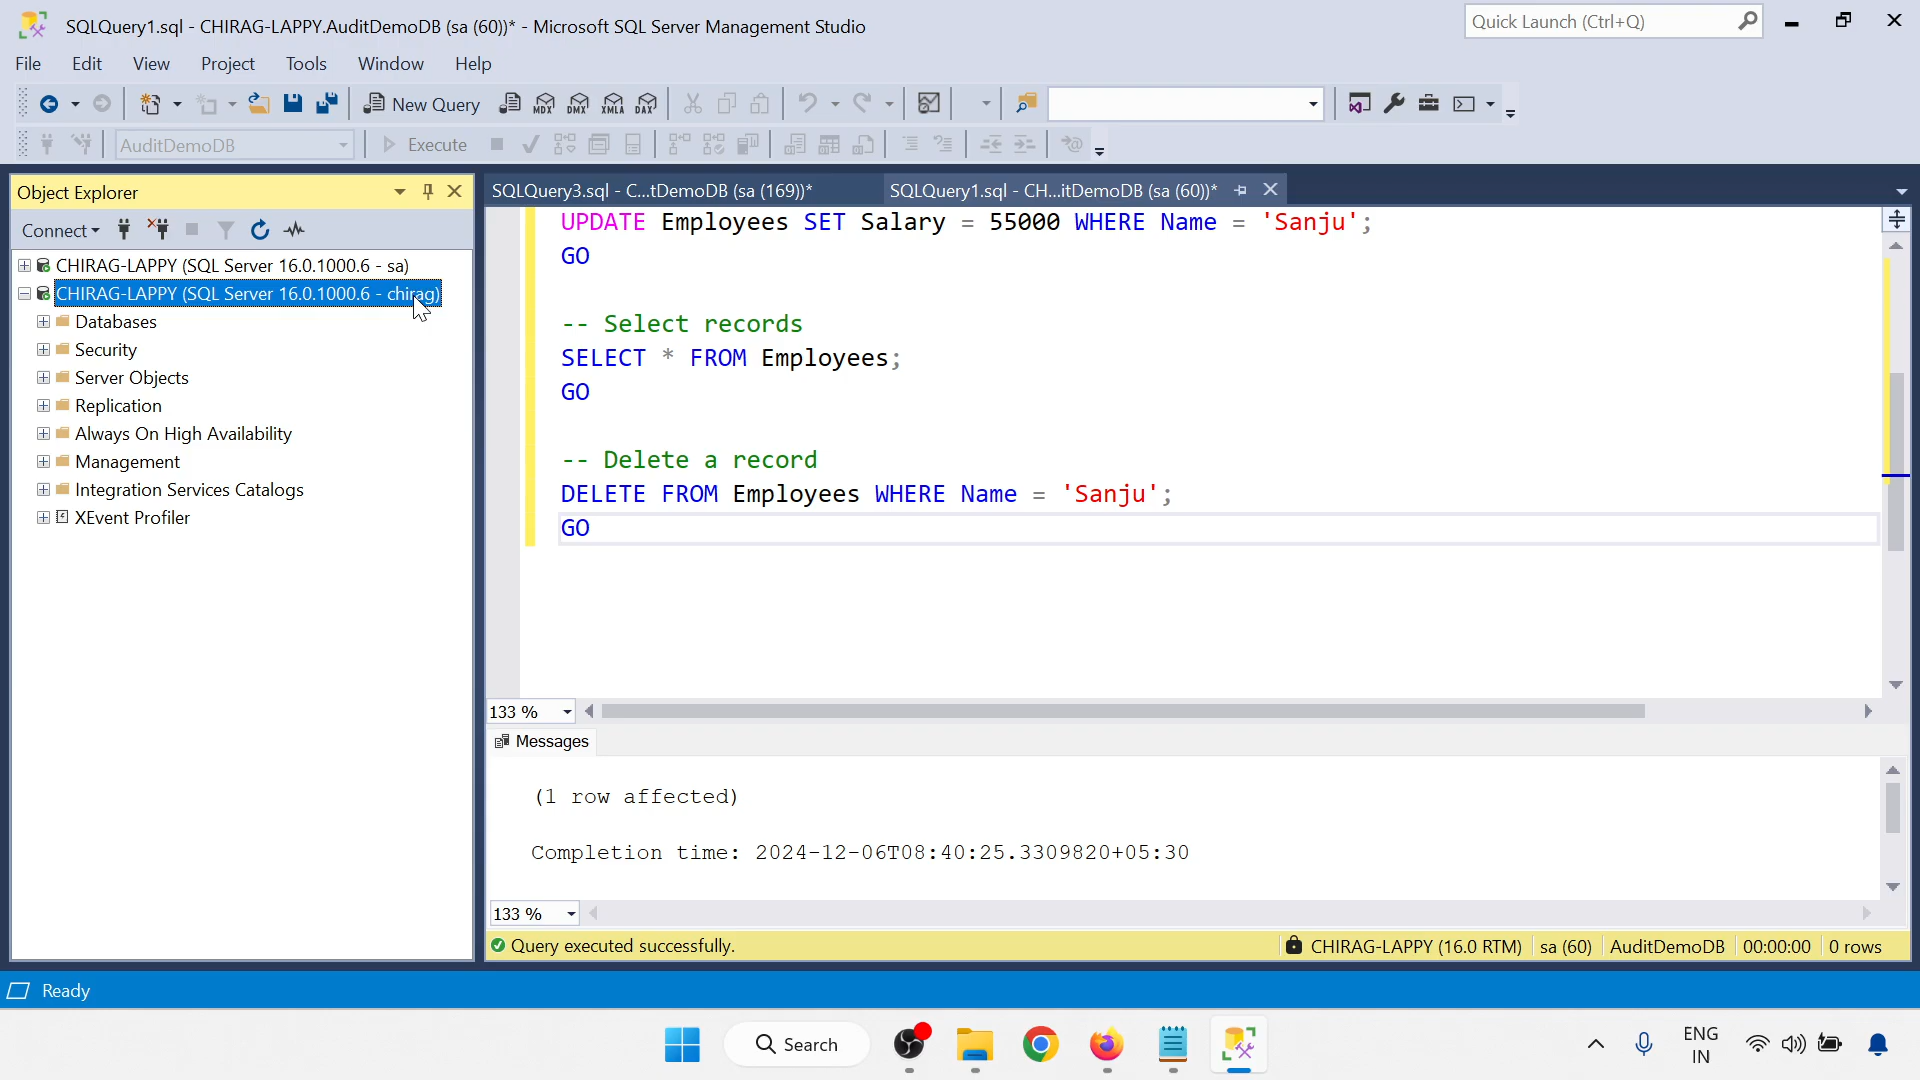 SQLQuery1.sql - CHIRAG-LAPPY.AuditDemoDB (sa (60))* - Microsoft SQL Server Management Studio
Quick Launch (Ctrl+Q)
File Edit View Project Tools Window Help
New Query MDX DMX XMLA DAX
AuditDemoDB Execute
Object Explorer
Connect
CHIRAG-LAPPY (SQL Server 16.0.1000.6 - sa)
CHIRAG-LAPPY (SQL Server 16.0.1000.6 - chirag)
Databases
Security
Server Objects
Replication
Always On High Availability
Management
Integration Services Catalogs
XEvent Profiler
SQLQuery3.sql - C...tDemoDB (sa (169))* SQLQuery1.sql - CH...itDemoDB (sa (60))*
UPDATE Employees SET Salary = 55000 WHERE Name = 'Sanju';
GO
-- Select records
SELECT * FROM Employees;
GO
-- Delete a record
DELETE FROM Employees WHERE Name = 'Sanju';
GO
133 %
Messages
(1 row affected)
Completion time: 2024-12-06T08:40:25.3309820+05:30
133 %
Query executed successfully. CHIRAG-LAPPY (16.0 RTM) sa (60) AuditDemoDB 00:00:00 0 rows
Ready
Search
ENG
IN